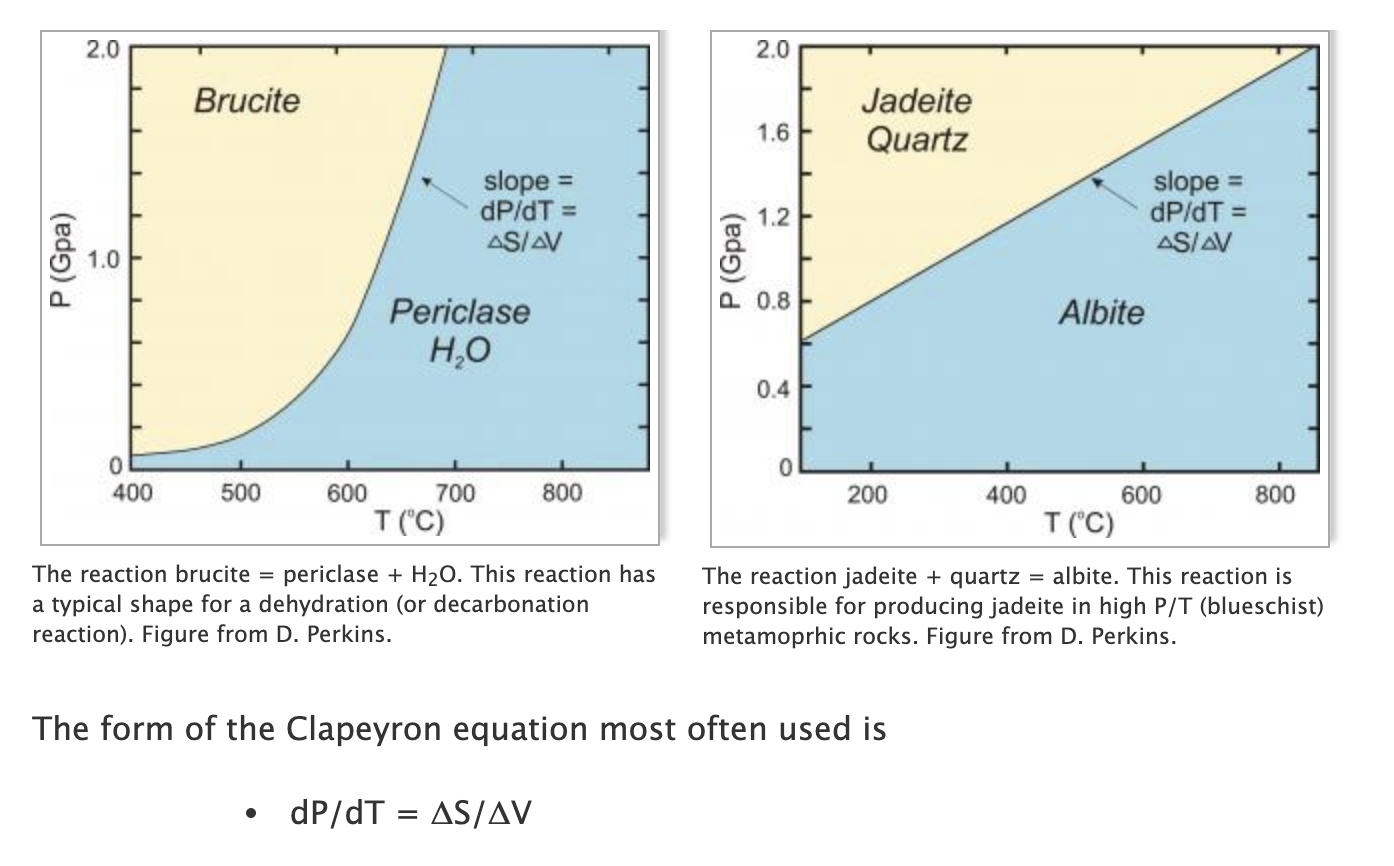 2.0
Brucite
slope =
dP/dT =
△S/△V
P (Gpa)
1.0
Periclase
H₂O
0
400 500 600 700 800
T (°C)
2.0
Jadeite
Quartz
1.6
slope =
dP/dT =
△S/△V
1.2
P (Gpa)
0.8
Albite
0.4
0
200 400 600 800
T (°C)
The reaction brucite = periclase + H₂O. This reaction has
a typical shape for a dehydration (or decarbonation
reaction). Figure from D. Perkins.
The reaction jadeite + quartz = albite. This reaction is
responsible for producing jadeite in high P/T (blueschist)
metamoprhic rocks. Figure from D. Perkins.
The form of the Clapeyron equation most often used is
• dP/dT = ΔS/ΔV